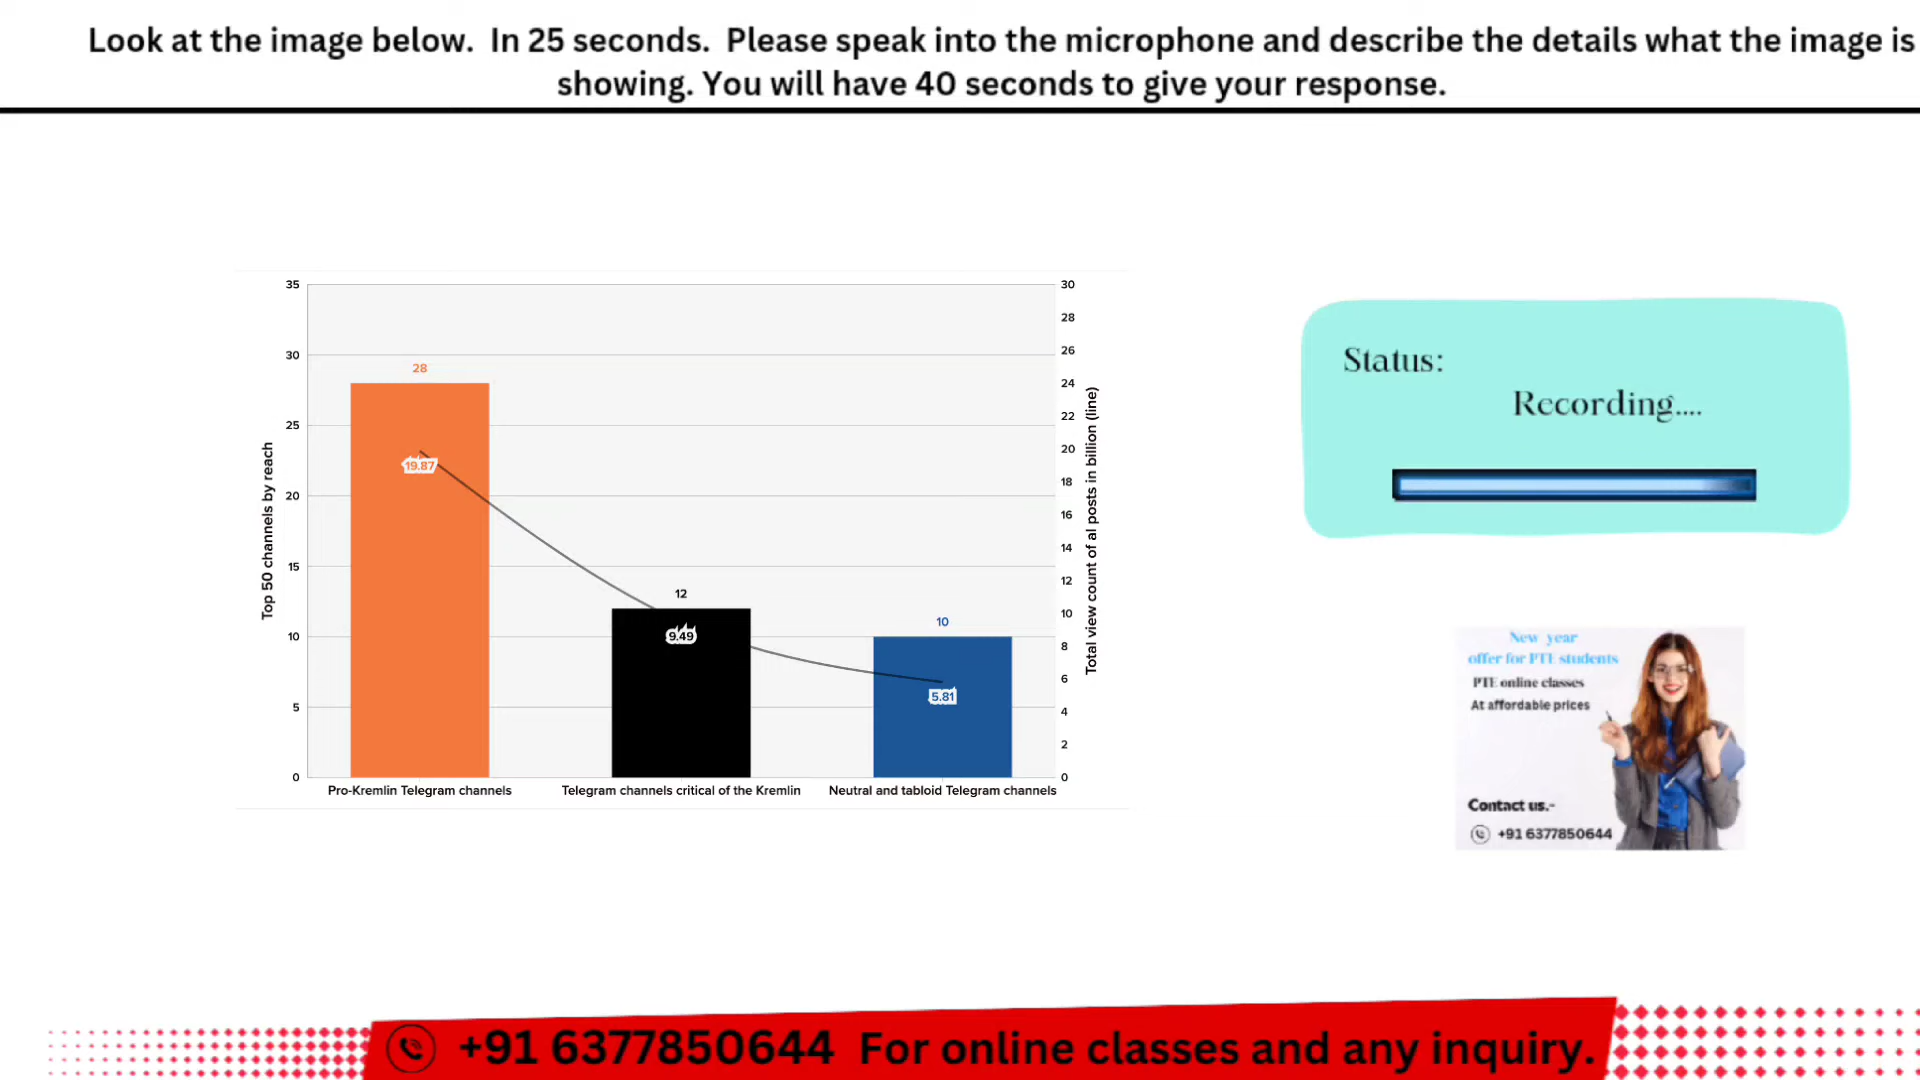 Look at the image below. In 25 seconds. Please speak into the microphone and describe the details what the image is
showing. You will have 40 seconds to give your response.
Top 50 channels by reach
35
30
25
20
15
10
5
0
28
19.87
12
9.49
10
5.81
30
28
26
24
22
20
18
16
14
12
10
8
6
4
2
0
Total view count of al posts in billion (line)
Pro-Kremlin Telegram channels
Telegram channels critical of the Kremlin
Neutral and tabloid Telegram channels
Status:
Recording....
New year
offer for PTE students
PTE online classes
At affordable prices
Contact us.-
+91 6377850644
+91 6377850644 For online classes and any inquiry.